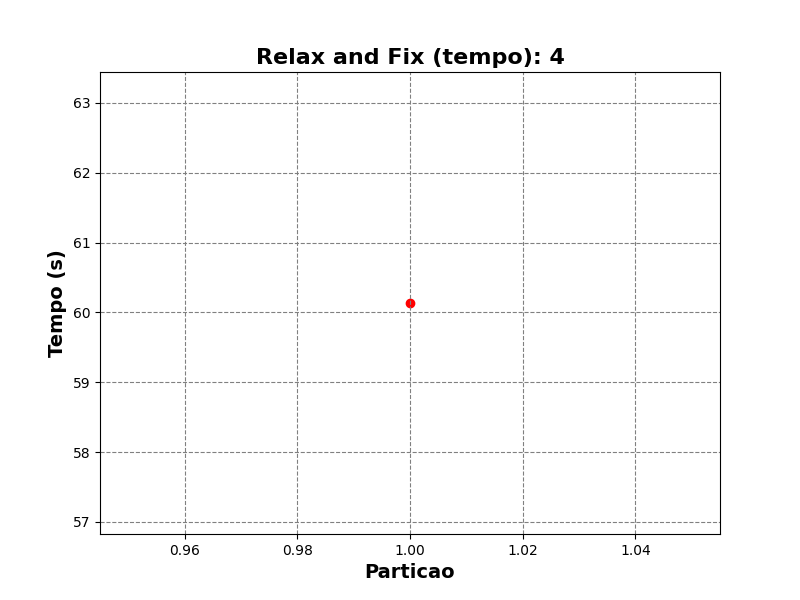 Relax and Fix (tempo): 4
63
62
61
60
59
58
57
Tempo (s)
0.96 0.98 1.00 1.02 1.04
Particao